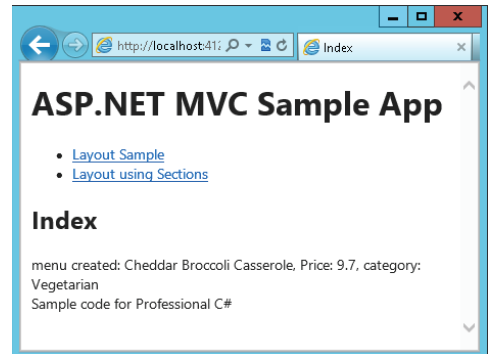 http://localhost:412
Index
ASP.NET MVC Sample App
Layout Sample
Layout using Sections
Index
menu created: Cheddar Broccoli Casserole, Price: 9.7, category:
Vegetarian
Sample code for Professional C#